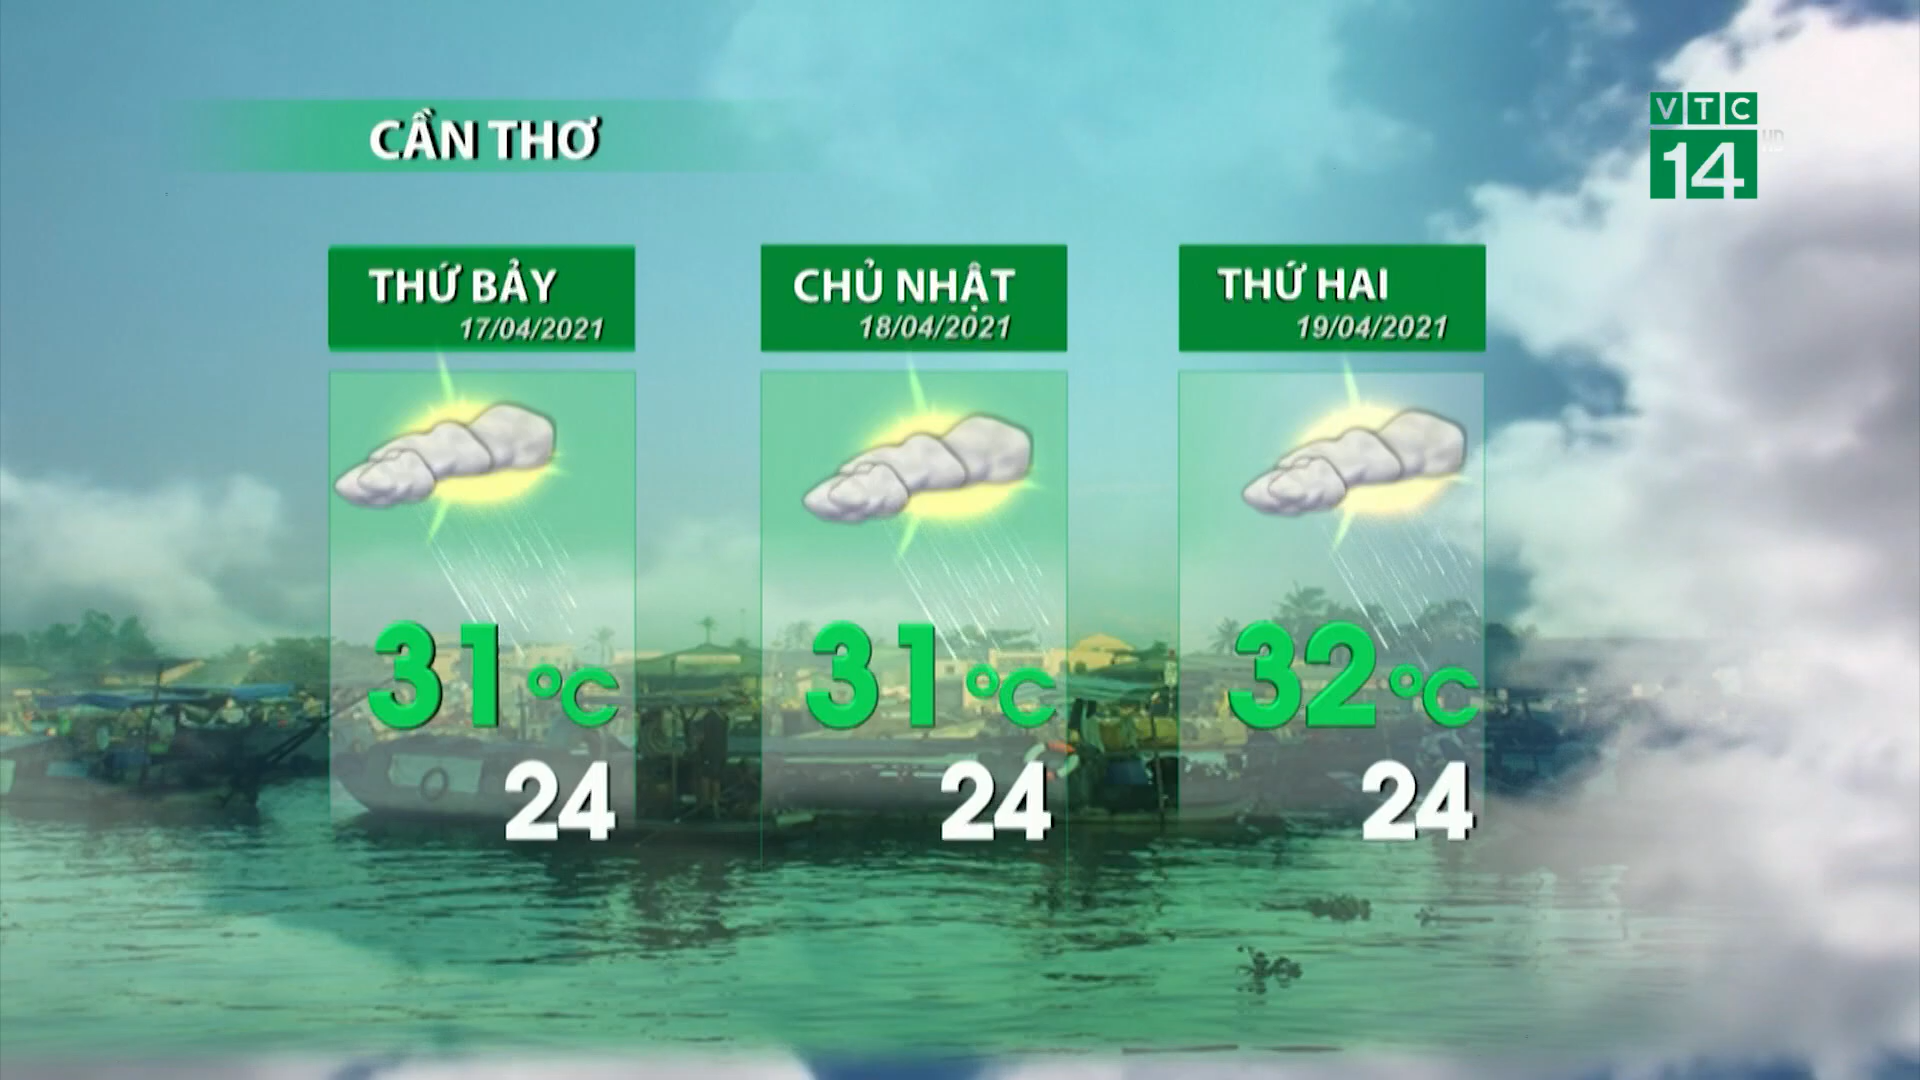 CẦN THƠ
VTC
14
HD
THỨ BẢY
17/04/2021
CHỦ NHẬT
18/04/2021
THỨ HAI
19/04/2021
31°C
24
31°C
24
32°C
24